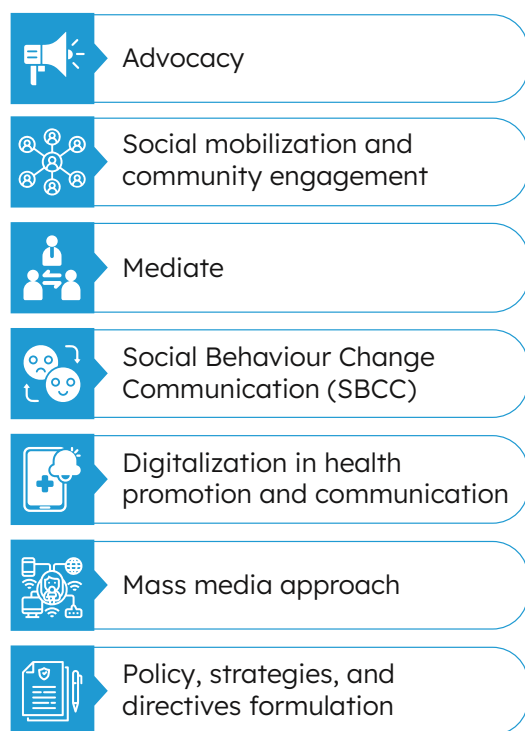 Advocacy
Social mobilization and
community engagement
Mediate
Social Behaviour Change
Communication (SBCC)
Digitalization in health
promotion and communication
Mass media approach
Policy, strategies, and
directives formulation